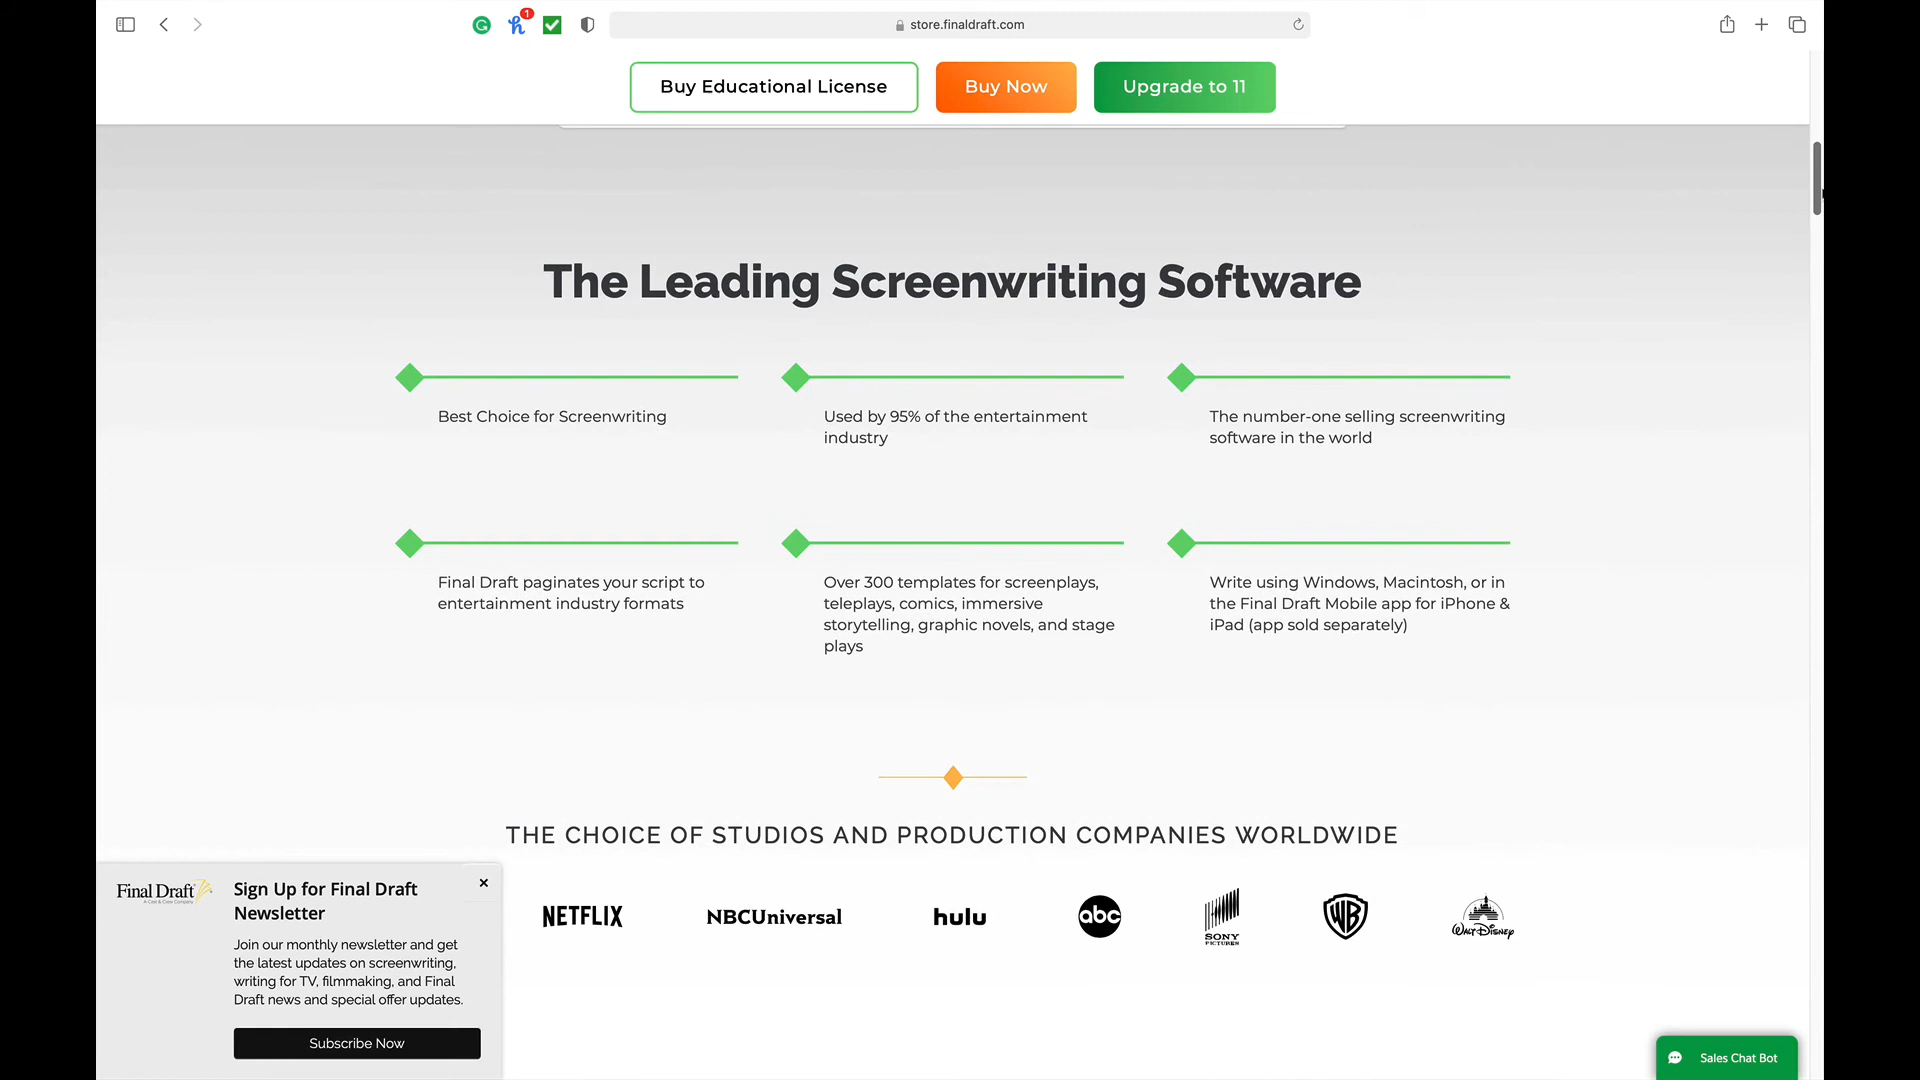 store.finaldraft.com
1
Buy Educational License
Buy Now
Upgrade to 11
The Leading Screenwriting Software
Best Choice for Screenwriting
Used by 95% of the entertainment
industry
The number-one selling screenwriting
software in the world
Final Draft paginates your script to
entertainment industry formats
Over 300 templates for screenplays,
teleplays, comics, immersive
storytelling, graphic novels, and stage
plays
Write using Windows, Macintosh, or in
the Final Draft Mobile app for iPhone &
iPad (app sold separately)
THE CHOICE OF STUDIOS AND PRODUCTION COMPANIES WORLDWIDE
NETFLIX
NBCUniversal
hulu
abc
SONY
PICTURES
WB
WALT DISNEY
Final Draft
A Cast & Crew Company
Sign Up for Final Draft
Newsletter
Join our monthly newsletter and get
the latest updates on screenwriting,
writing for TV, filmmaking, and Final
Draft news and special offer updates.
Subscribe Now
Sales Chat Bot